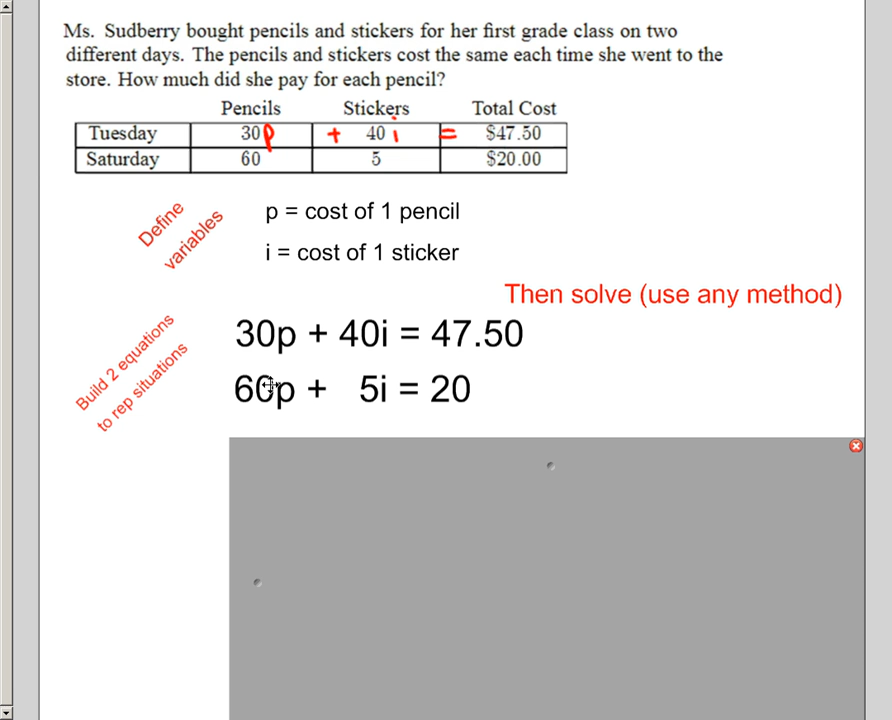 Ms. Sudberry bought pencils and stickers for her first grade class on two
different days. The pencils and stickers cost the same each time she went to the
store. How much did she pay for each pencil?
Pencils Stickers Total Cost
Tuesday 30p + 40i = $47.50
Saturday 60 5 $20.00
Define
variables
p = cost of 1 pencil
i = cost of 1 sticker
Then solve (use any method)
Build 2 equations
to rep situations
30p + 40i = 47.50
60p + 5i = 20